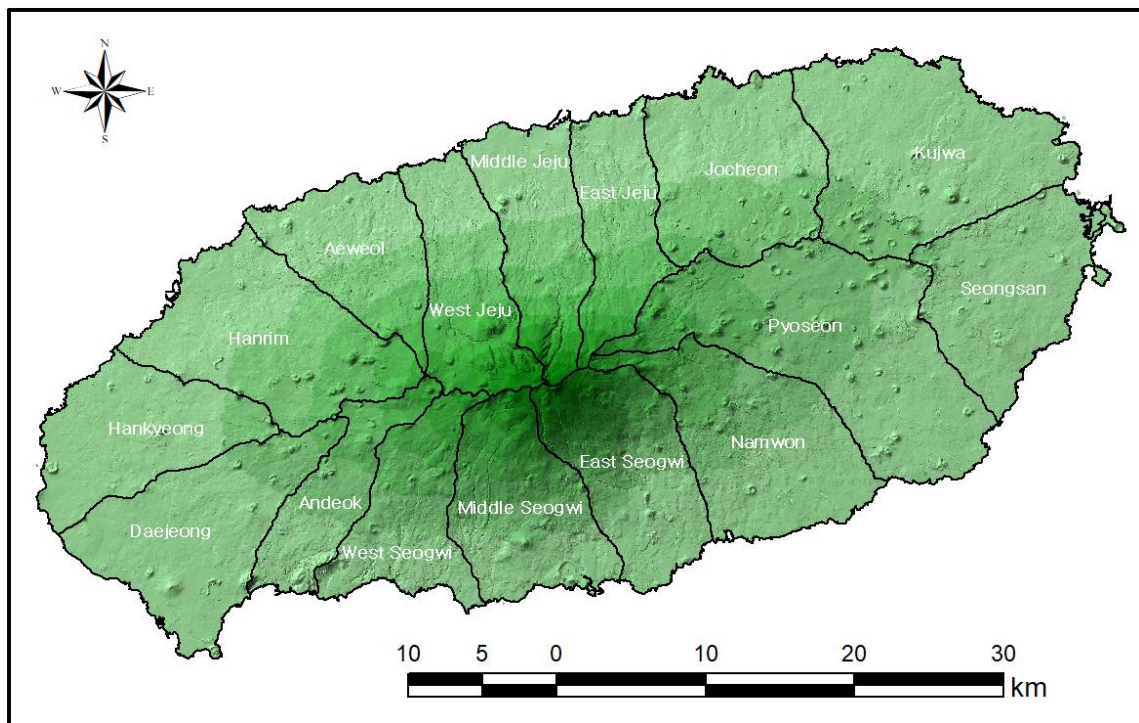 N
W E
S
Middle Jeju
Kujwa
Jocheon
East Jeju
Aeweol
Seongsan
West Jeju
Pyoseon
Hanrim
Hankyeong
Namwon
East Seogwi
Andeok
Middle Seogwi
Daejeong
West Seogwi
10 5 0 10 20 30
km